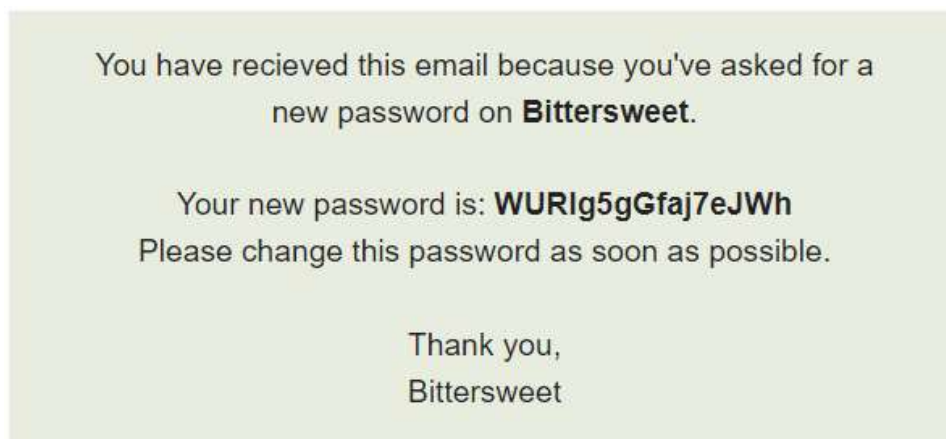 You have recieved this email because you've asked for a
new password on Bittersweet.
Your new password is: WURIg5gGfaj7eJWh
Please change this password as soon as possible.
Thank you,
Bittersweet